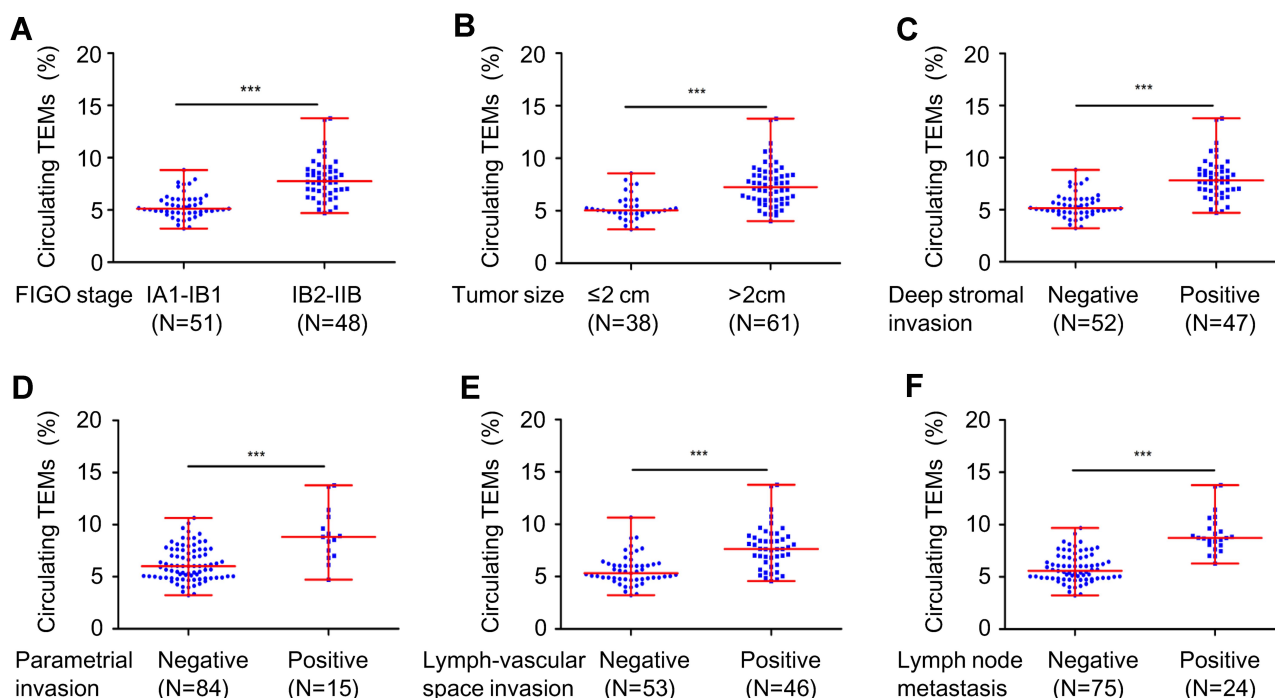 A
Circulating TEMs (%)
20
15
10
5
0
***
FIGO stage IA1-IB1 IB2-IIB
(N=51) (N=48)
B
Circulating TEMs (%)
20
15
10
5
0
***
Tumor size ≤2 cm >2cm
(N=38) (N=61)
C
Circulating TEMs (%)
20
15
10
5
0
***
Deep stromal Negative Positive
invasion (N=52) (N=47)
D
Circulating TEMs (%)
20
15
10
5
0
***
Parametrial Negative Positive
invasion (N=84) (N=15)
E
Circulating TEMs (%)
20
15
10
5
0
***
Lymph-vascular Negative Positive
space invasion (N=53) (N=46)
F
Circulating TEMs (%)
20
15
10
5
0
***
Lymph node Negative Positive
metastasis (N=75) (N=24)